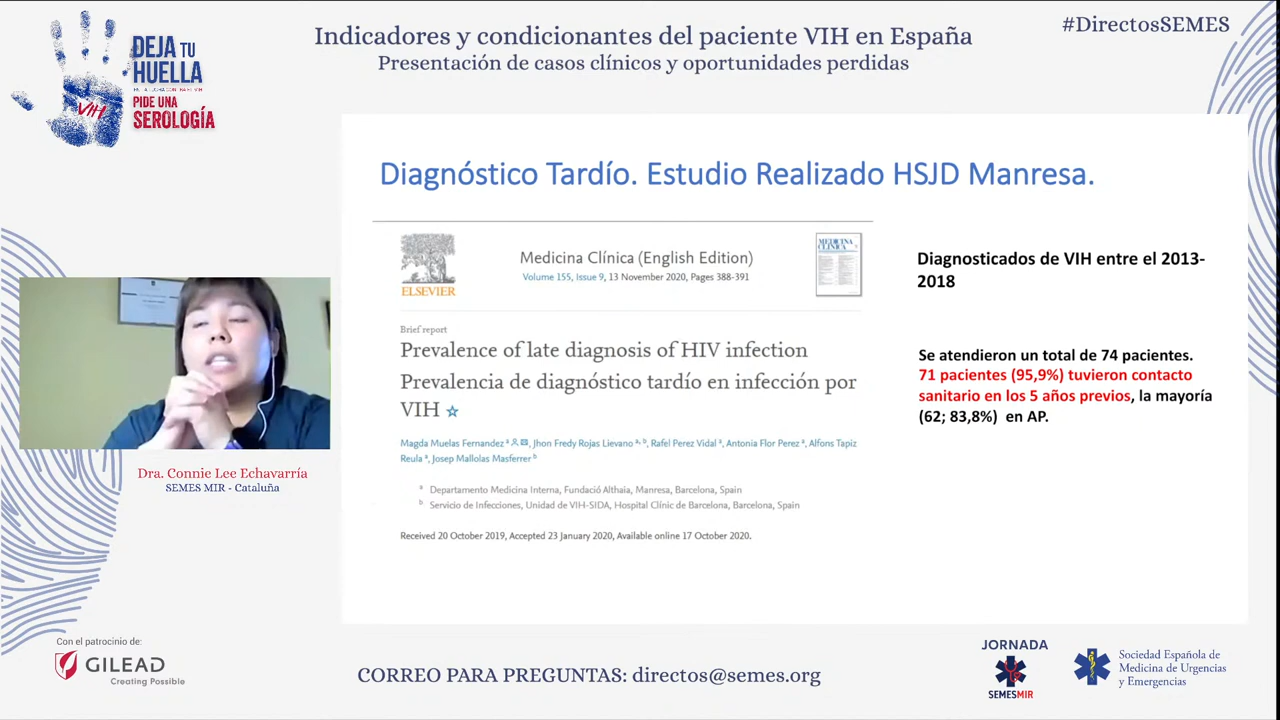 #DirectosSEMES
Indicadores y condicionantes del paciente VIH en España
Presentación de casos clínicos y oportunidades perdidas
DEJA TU
HUELLA
VIH
PIDE UNA
SEROLOGÍA
Diagnóstico Tardío. Estudio Realizado HSJD Manresa.
ELSEVIER
Medicina Clínica (English Edition)
Volume 155, Issue 9, 13 November 2020, Pages 388-391
MEDICINA
CLINICA
Brief report
Prevalence of late diagnosis of HIV infection
Prevalencia de diagnóstico tardío en infección por
VIH ☆
Magda Muelas Fernandez a, Jhon Fredy Rojas Lievano a, b, Rafel Perez Vidal a, Antonia Flor Perez a, Alfons Tapiz
Reula a, Josep Mallolas Masferrer b
a Departamento Medicina Interna, Fundació Althaia, Manresa, Barcelona, Spain
b Servicio de Infecciones, Unidad de VIH-SIDA, Hospital Clínic de Barcelona, Barcelona, Spain
Received 20 October 2019, Accepted 23 January 2020, Available online 17 October 2020.
Diagnosticados de VIH entre el 2013-
2018
Se atendieron un total de 74 pacientes.
71 pacientes (95,9%) tuvieron contacto
sanitario en los 5 años previos, la mayoría
(62; 83,8%) en AP.
Dra. Connie Lee Echavarría
SEMES MIR - Cataluña
Con el patrocinio de:
GILEAD
Creating Possible
CORREO PARA PREGUNTAS: directos@semes.org
JORNADA
SEMESMIR
Sociedad Española de
Medicina de Urgencias
y Emergencias